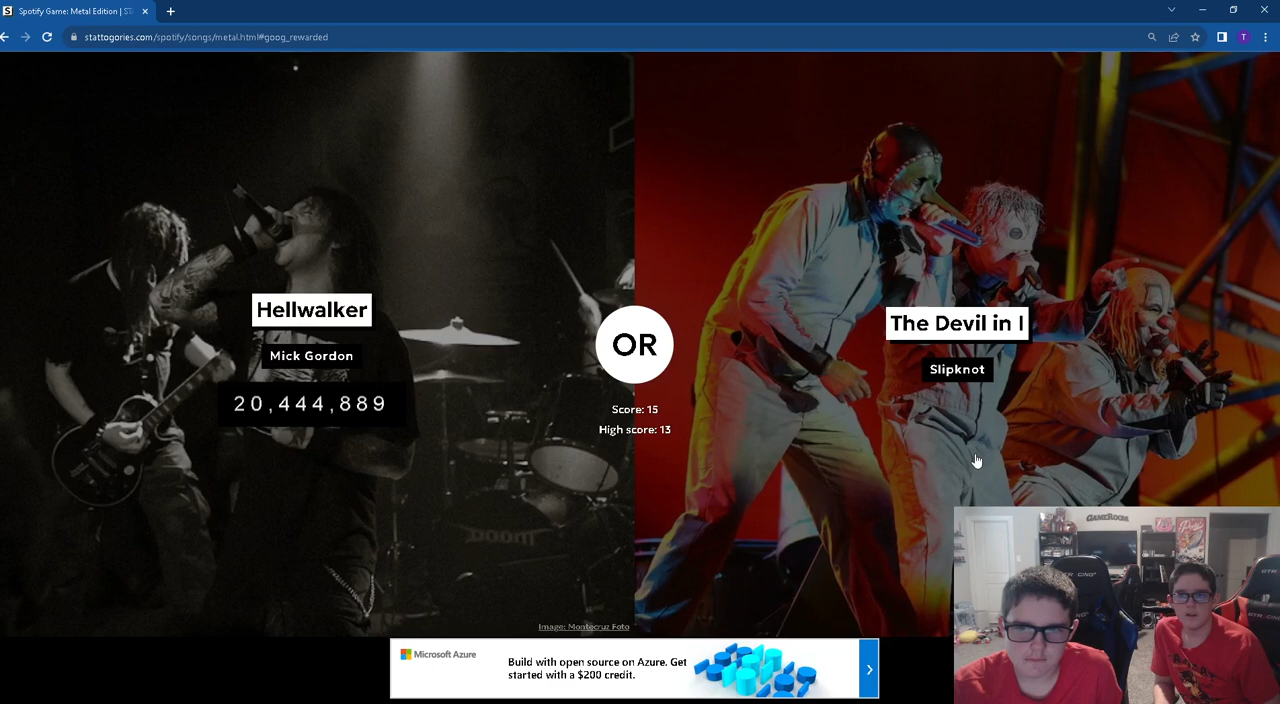 Spotify Game: Metal Edition | ST
stattogories.com/spotify/songs/metal.html#goog_rewarded
T
Hellwalker
Mick Gordon
20,444,889
OR
Score: 15
High score: 13
The Devil in I
Slipknot
DOOM
Image: Montecruz Foto
Microsoft Azure
Build with open source on Azure. Get
started with a $200 credit.
GAMEROOM